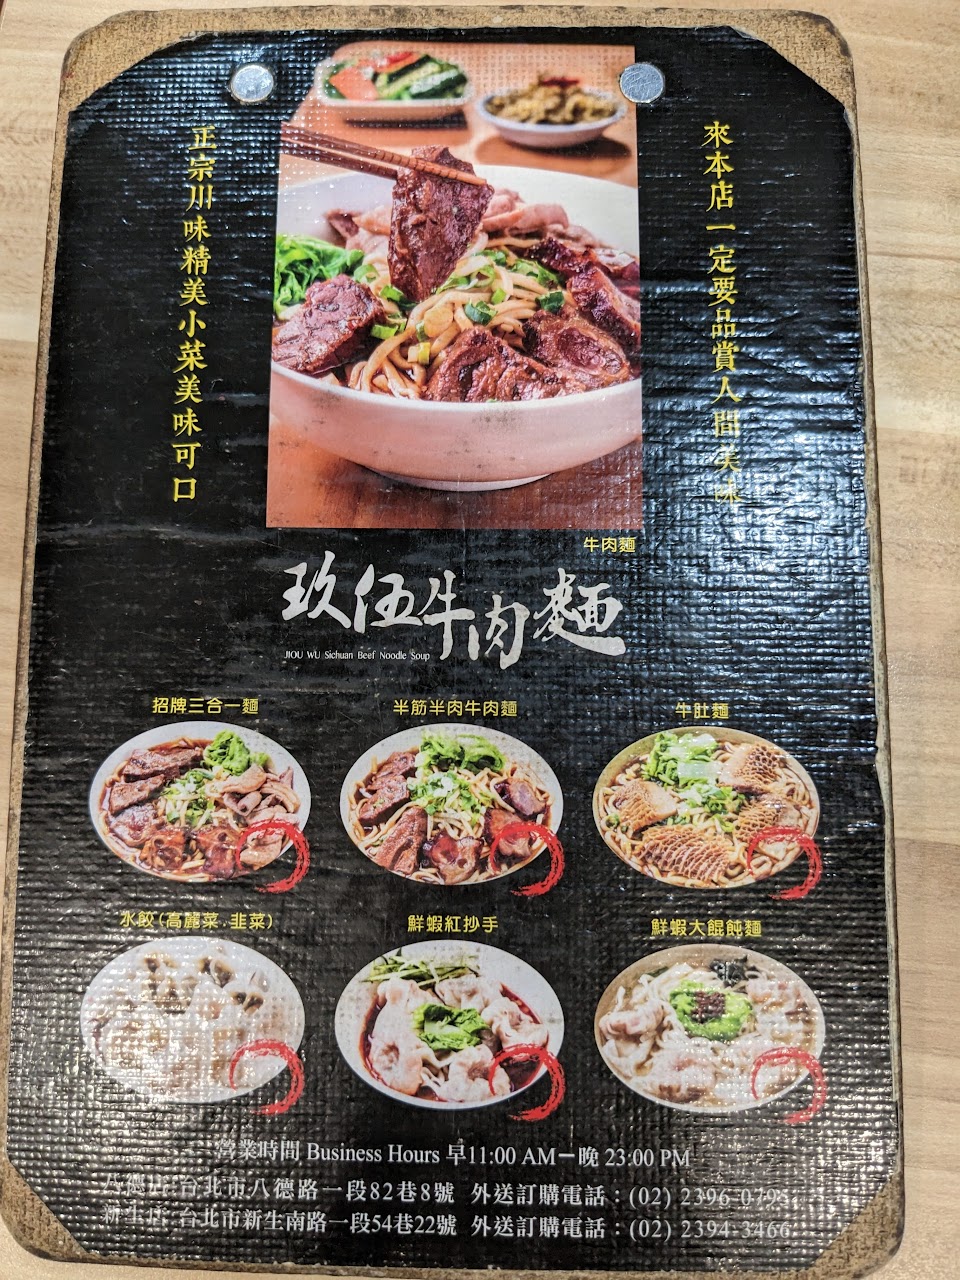 來本店一定要品賞人間美味
正宗川味精美小菜美味可口
牛肉麵
玖伍牛肉麵
JIOU WU Sichuan Beef Noodle Soup
招牌三合一麵
半筋半肉牛肉麵
牛肚麵
水餃(高麗菜.韭菜)
鮮蝦紅抄手
鮮蝦大餛飩麵
營業時間 Business Hours 早11:00 AM－晚 23:00 PM
台北市八德路一段82巷8號 外送訂購電話：(02) 2396-0795
新生店:台北市新生南路一段54巷22號 外送訂購電話：(02) 2394-3466